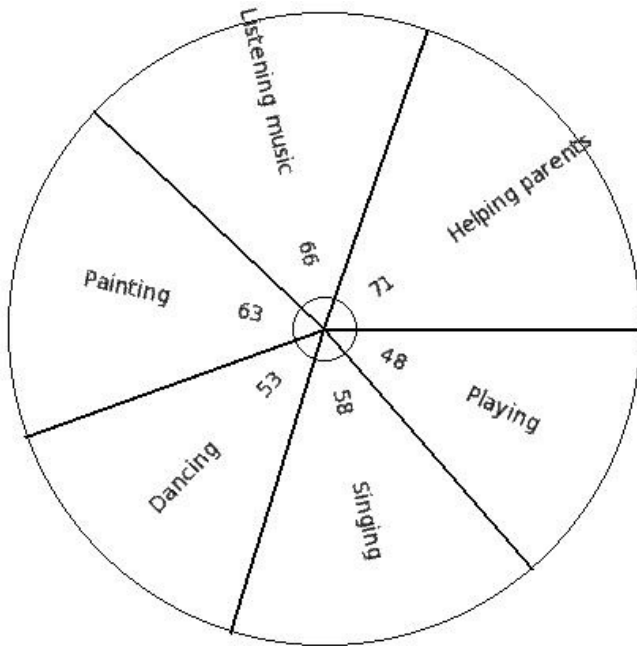 Listening music
66
Helping parents
71
Painting
63
48
Playing
53
Dancing
58
Singing